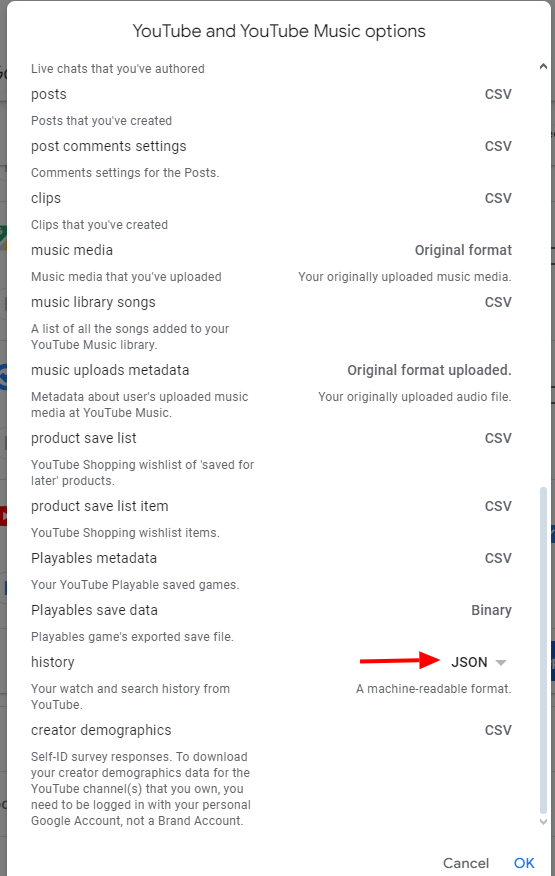 YouTube and YouTube Music options
Live chats that you've authored
posts CSV
Posts that you've created
post comments settings CSV
Comments settings for the Posts.
clips CSV
Clips that you've created
music media Original format
Music media that you've uploaded Your originally uploaded music media.
music library songs CSV
A list of all the songs added to your
YouTube Music library.
music uploads metadata Original format uploaded.
Metadata about user's uploaded music Your originally uploaded audio file.
media at YouTube Music.
product save list CSV
YouTube Shopping wishlist of 'saved for
later' products.
product save list item CSV
YouTube Shopping wishlist items.
Playables metadata CSV
Your YouTube Playable saved games.
Playables save data Binary
Playables game's exported save file.
history JSON
Your watch and search history from A machine-readable format.
YouTube.
creator demographics CSV
Self-ID survey responses. To download
your creator demographics data for the
YouTube channel(s) that you own, you
need to be logged in with your personal
Google Account, not a Brand Account.
Cancel OK